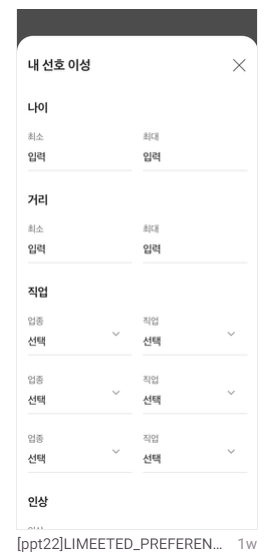 내 선호 이성
나이
최소 최대
입력 입력
거리
최소 최대
입력 입력
직업
업종 직업
선택 선택
업종 직업
선택 선택
업종 직업
선택 선택
인상
[ppt22]LIMEETED_PREFEREN... 1w